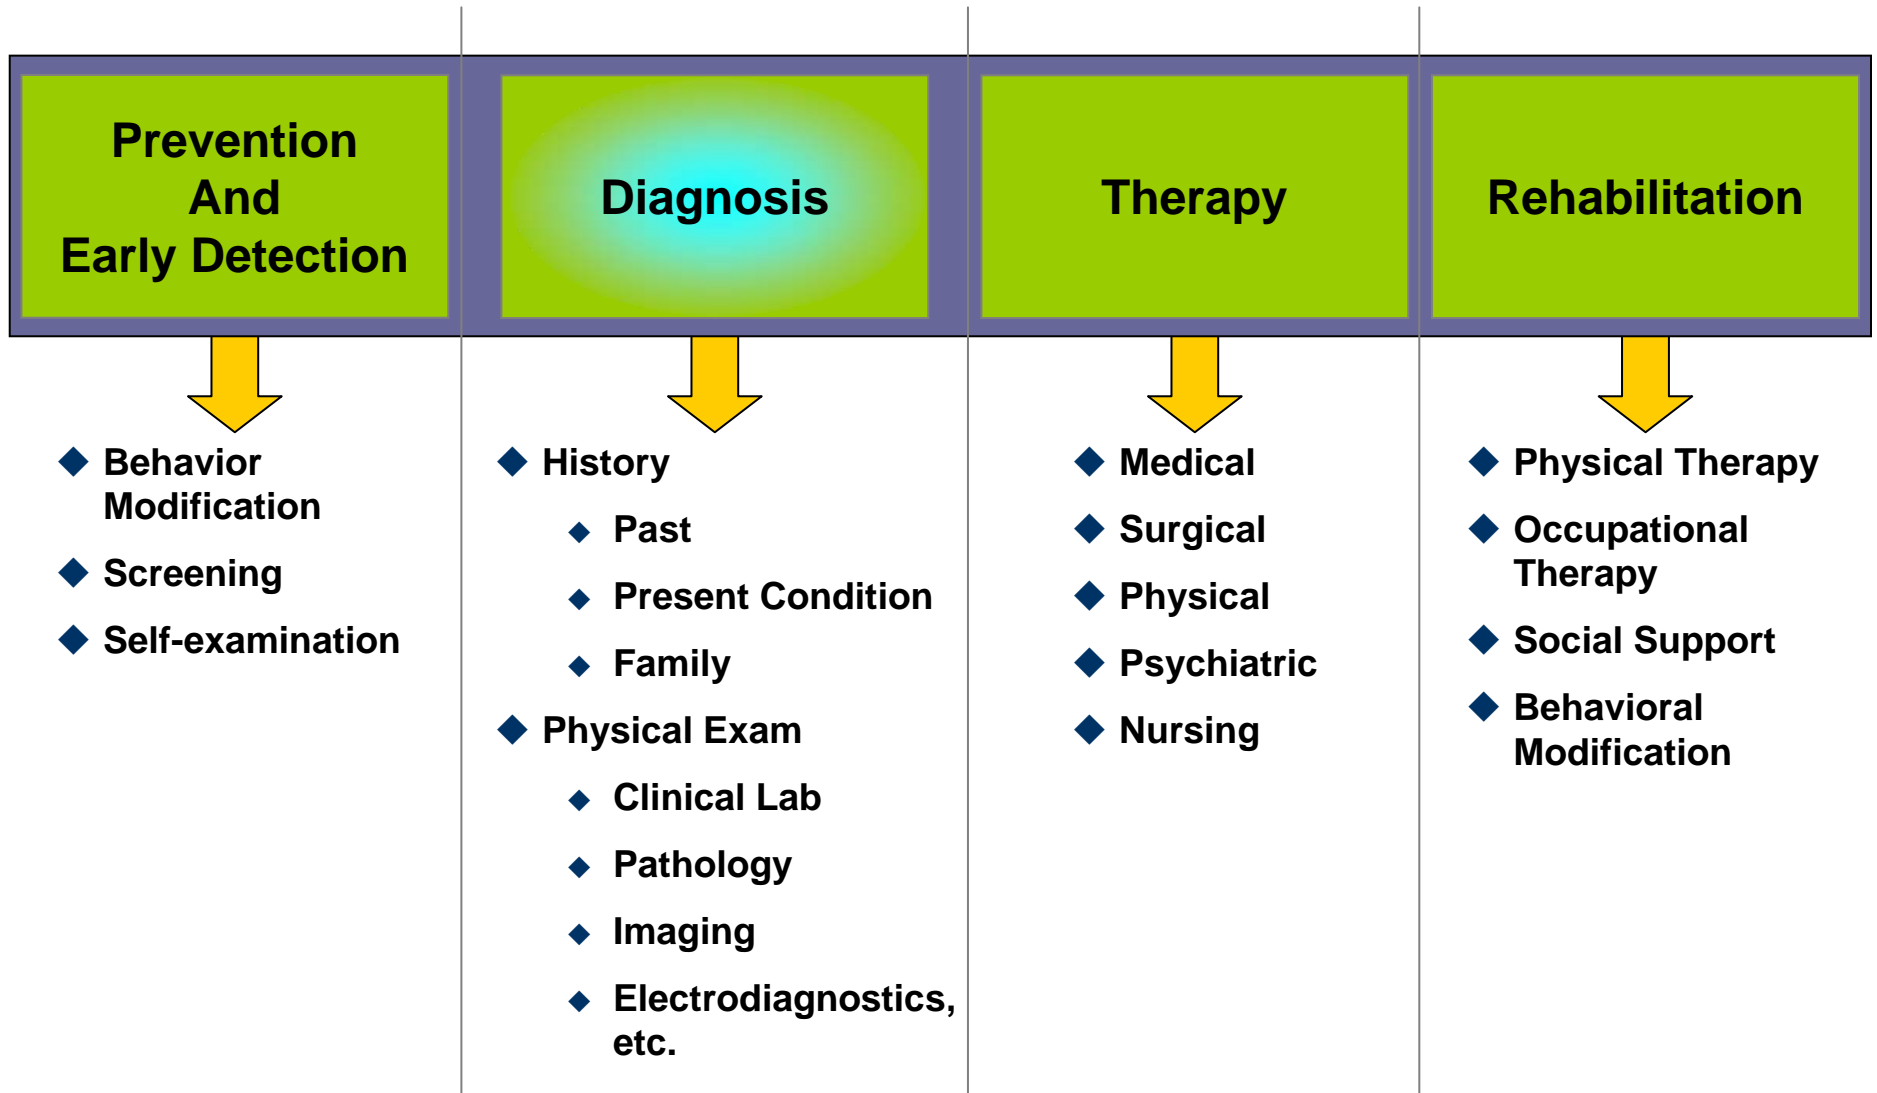 Prevention
And
Early Detection
Diagnosis
Therapy
Rehabilitation
Behavior
Modification
Screening
Self-examination
History
Past
Present Condition
Family
Physical Exam
Clinical Lab
Pathology
Imaging
Electrodiagnostics,
etc.
Medical
Surgical
Physical
Psychiatric
Nursing
Physical Therapy
Occupational
Therapy
Social Support
Behavioral
Modification